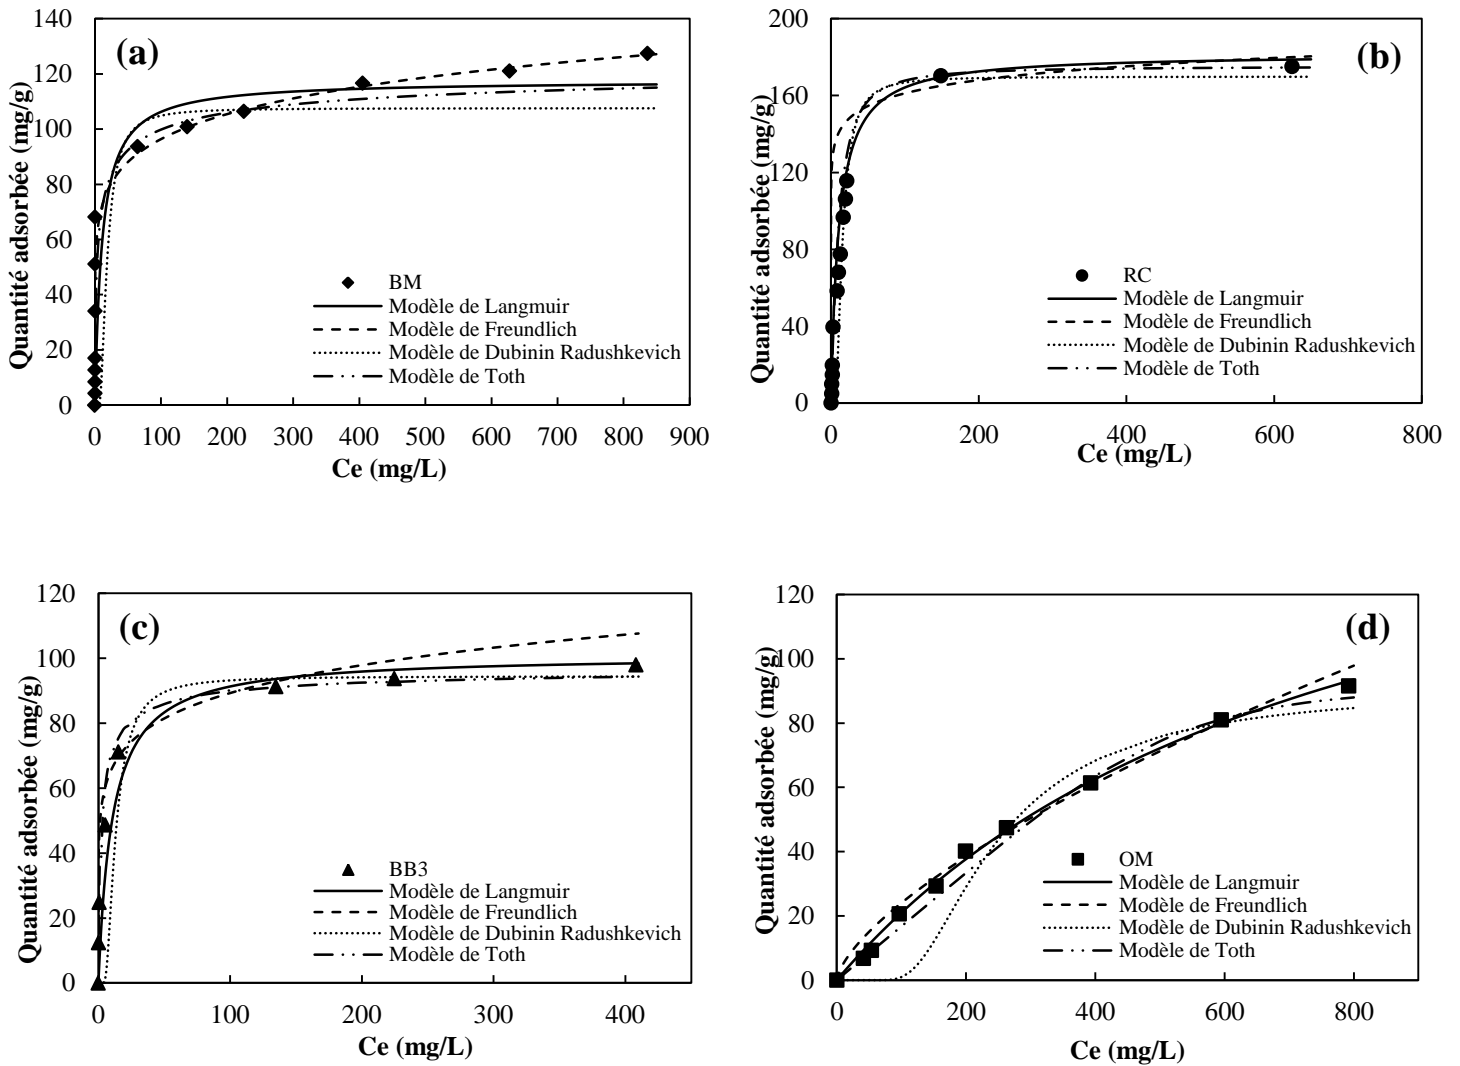 (a)
Quantité adsorbée (mg/g)
140
120
100
80
60
40
20
0
BM
Modèle de Langmuir
Modèle de Freundlich
Modèle de Dubinin Radushkevich
Modèle de Toth
0 100 200 300 400 500 600 700 800 900
Ce (mg/L)
(b)
Quantité adsorbée (mg/g)
200
160
120
80
40
0
RC
Modèle de Langmuir
Modèle de Freundlich
Modèle de Dubinin Radushkevich
Modèle de Toth
0 200 400 600 800
Ce (mg/L)
(c)
Quantité adsorbée (mg/g)
120
100
80
60
40
20
0
BB3
Modèle de Langmuir
Modèle de Freundlich
Modèle de Dubinin Radushkevich
Modèle de Toth
0 100 200 300 400
Ce (mg/L)
(d)
Quantité adsorbée (mg/g)
120
100
80
60
40
20
0
OM
Modèle de Langmuir
Modèle de Freundlich
Modèle de Dubinin Radushkevich
Modèle de Toth
0 200 400 600 800
Ce (mg/L)